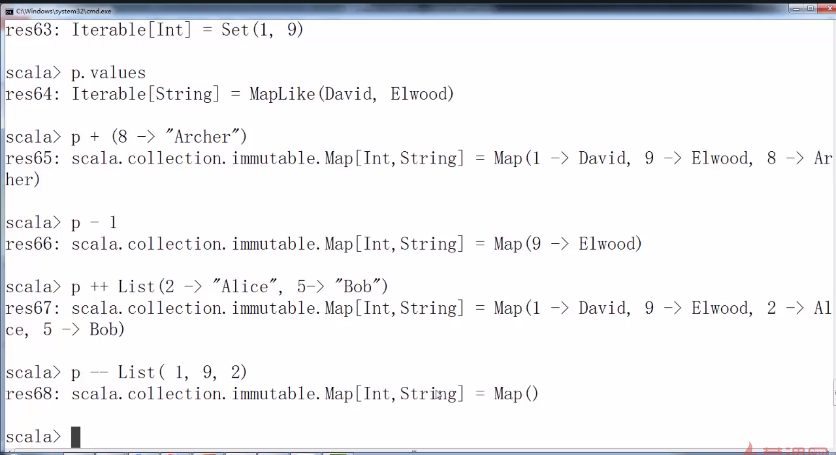 C:\Windows\system32\cmd.exe
res63: Iterable[Int] = Set(1, 9)
scala> p.values
res64: Iterable[String] = MapLike(David, Elwood)
scala> p + (8 -> "Archer")
res65: scala.collection.immutable.Map[Int,String] = Map(1 -> David, 9 -> Elwood, 8 -> Ar
her)
scala> p - 1
res66: scala.collection.immutable.Map[Int,String] = Map(9 -> Elwood)
scala> p ++ List(2 -> "Alice", 5-> "Bob")
res67: scala.collection.immutable.Map[Int,String] = Map(1 -> David, 9 -> Elwood, 2 -> Al
ce, 5 -> Bob)
scala> p -- List( 1, 9, 2)
res68: scala.collection.immutable.Map[Int,String] = Map()
scala>